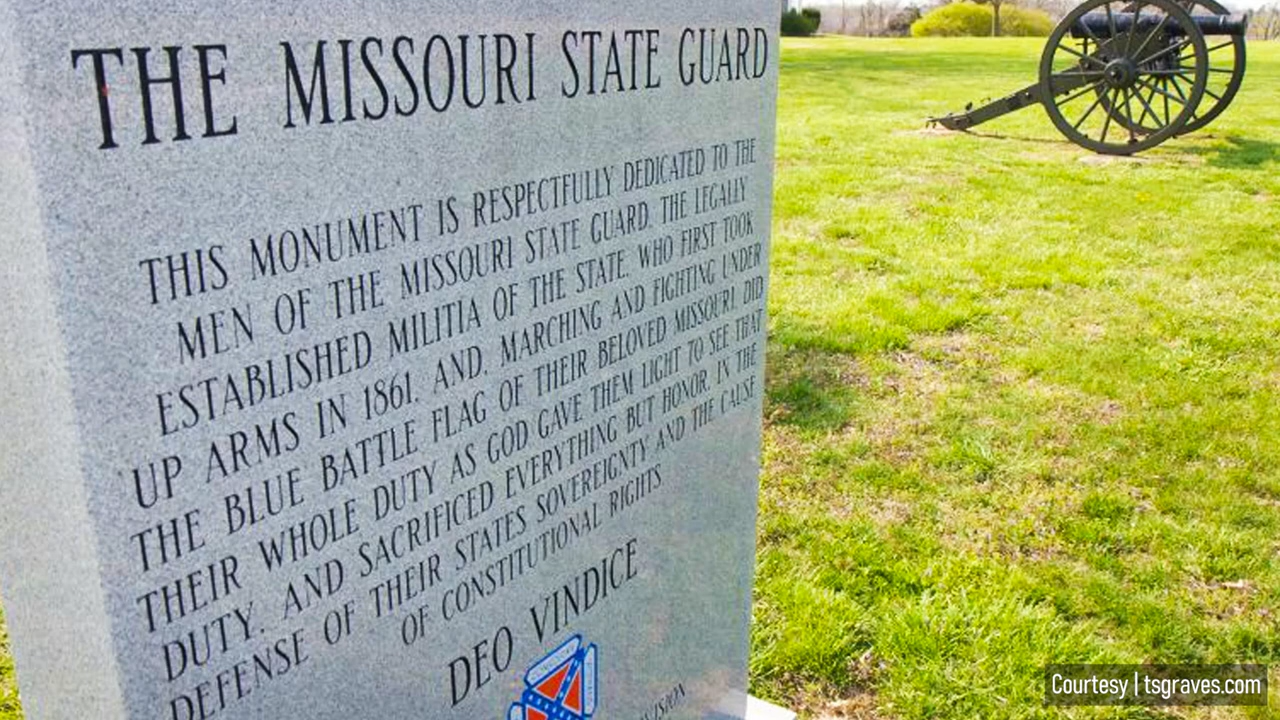 THE MISSOURI STATE GUARD
THIS MONUMENT IS RESPECTFULLY DEDICATED TO THE
MEN OF THE MISSOURI STATE GUARD, THE LEGALLY
ESTABLISHED MILITIA OF THE STATE, WHO FIRST TOOK
UP ARMS IN 1861, AND, MARCHING AND FIGHTING UNDER
THE BLUE BATTLE FLAG OF THEIR BELOVED MISSOURI, DID
THEIR WHOLE DUTY AS GOD GAVE THEM LIGHT TO SEE THAT
DUTY, AND SACRIFICED EVERYTHING BUT HONOR, IN THE
DEFENSE OF THEIR STATES SOVEREIGNTY AND THE CAUSE
OF CONSTITUTIONAL RIGHTS
DEO VINDICE
Courtesy | tsgraves.com